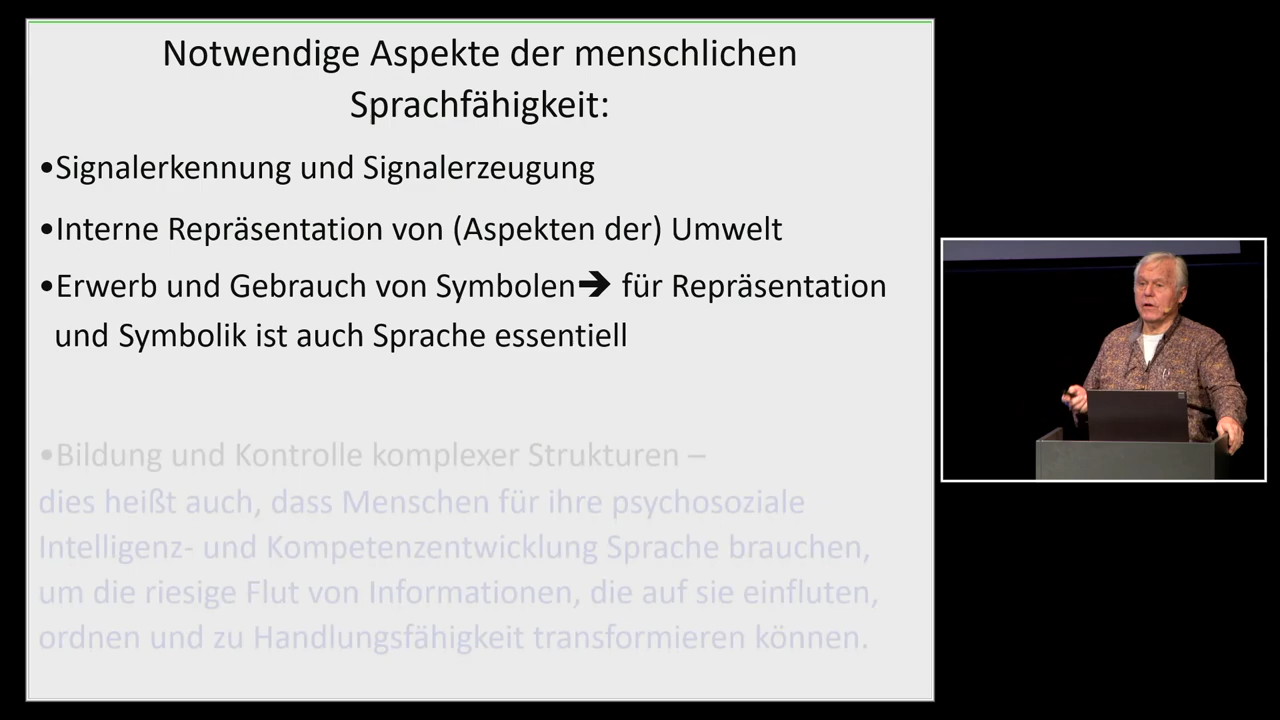 Notwendige Aspekte der menschlichen
Sprachfähigkeit:
•Signalerkennung und Signalerzeugung
•Interne Repräsentation von (Aspekten der) Umwelt
•Erwerb und Gebrauch von Symbolen➔ für Repräsentation
und Symbolik ist auch Sprache essentiell
•Bildung und Kontrolle komplexer Strukturen –
dies heißt auch, dass Menschen für ihre psychosoziale
Intelligenz- und Kompetenzentwicklung Sprache brauchen,
um die riesige Flut von Informationen, die auf sie einfluten,
ordnen und zu Handlungsfähigkeit transformieren können.